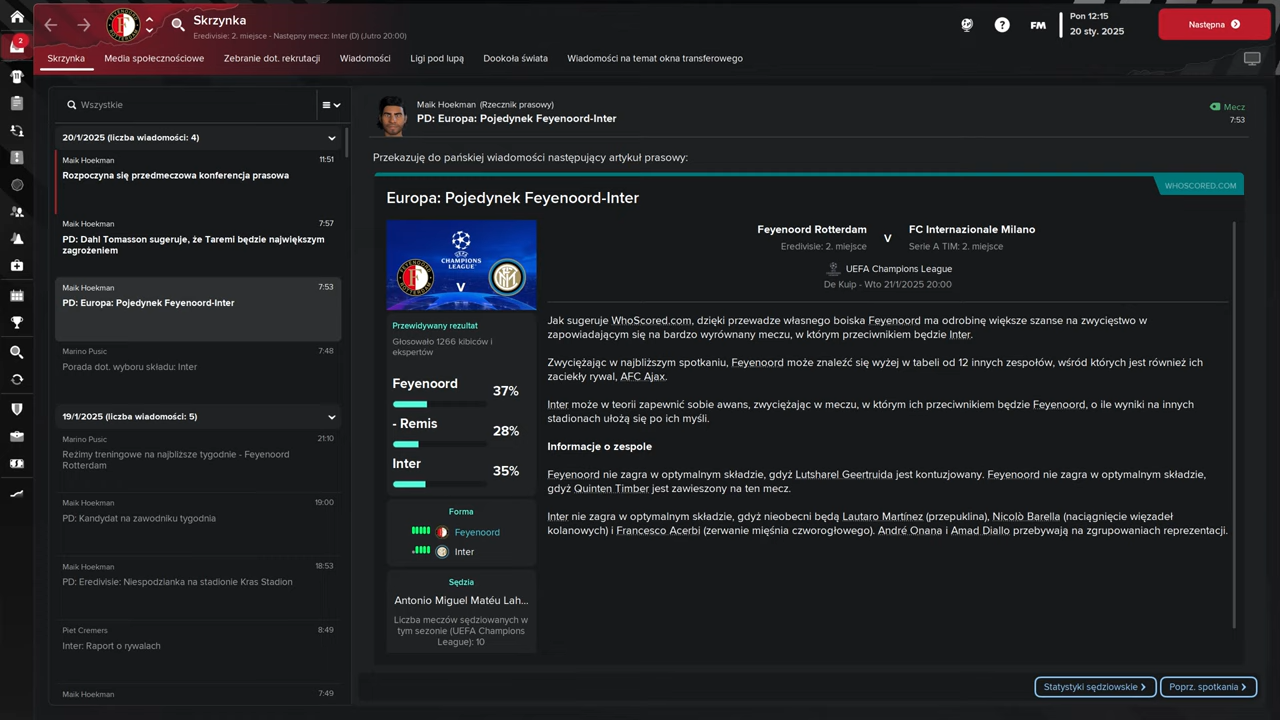 Skrzynka
Eredivisie: 2. miejsce - Następny mecz: Inter (D) (Jutro 20:00)
FM
Pon 12:15
20 sty. 2025
Następna
2
Skrzynka
Media społecznościowe
Zebranie dot. rekrutacji
Wiadomości
Ligi pod lupą
Dookoła świata
Wiadomości na temat okna transferowego
Wszystkie
20/1/2025 (liczba wiadomości: 4)
Maik Hoekman 11:51
Rozpoczyna się przedmeczowa konferencja prasowa
Maik Hoekman 7:57
PD: Dahl Tomasson sugeruje, że Taremi będzie największym
zagrożeniem
Maik Hoekman 7:53
PD: Europa: Pojedynek Feyenoord-Inter
Marino Pusic 7:48
Porada dot. wyboru składu: Inter
19/1/2025 (liczba wiadomości: 5)
Marino Pusic 21:10
Reżimy treningowe na najbliższe tygodnie - Feyenoord
Rotterdam
Maik Hoekman 19:00
PD: Kandydat na zawodniku tygodnia
Maik Hoekman 18:53
PD: Eredivisie: Niespodzianka na stadionie Kras Stadion
Piet Cremers 8:49
Inter: Raport o rywalach
Maik Hoekman 7:49
Maik Hoekman (Rzecznik prasowy)
PD: Europa: Pojedynek Feyenoord-Inter
Mecz
7:53
Przekazuję do pańskiej wiadomości następujący artykuł prasowy:
WHOSCORED.COM
Europa: Pojedynek Feyenoord-Inter
CHAMPIONS
LEAGUE
V
Przewidywany rezultat
Głosowało 1266 kibiców i
ekspertów
Feyenoord 37%
- Remis 28%
Inter 35%
Forma
Feyenoord
Inter
Sędzia
Antonio Miguel Matéu Lah...
Liczba meczów sędziowanych w
tym sezonie (UEFA Champions
League): 10
Feyenoord Rotterdam V FC Internazionale Milano
Eredivisie: 2. miejsce Serie A TIM: 2. miejsce
UEFA Champions League
De Kuip - Wto 21/1/2025 20:00
Jak sugeruje WhoScored.com, dzięki przewadze własnego boiska Feyenoord ma odrobinę większe szanse na zwycięstwo w
zapowiadającym się na bardzo wyrównany meczu, w którym przeciwnikiem będzie Inter.
Zwyciężając w najbliższym spotkaniu, Feyenoord może znaleźć się wyżej w tabeli od 12 innych zespołów, wśród których jest również ich
zaciekły rywal, AFC Ajax.
Inter może w teorii zapewnić sobie awans, zwyciężając w meczu, w którym ich przeciwnikiem będzie Feyenoord, o ile wyniki na innych
stadionach ułożą się po ich myśli.
Informacje o zespole
Feyenoord nie zagra w optymalnym składzie, gdyż Lutsharel Geertruida jest kontuzjowany. Feyenoord nie zagra w optymalnym składzie,
gdyż Quinten Timber jest zawieszony na ten mecz.
Inter nie zagra w optymalnym składzie, gdyż nieobecni będą Lautaro Martínez (przepuklina), Nicolò Barella (naciągnięcie więzadeł
kolanowych) i Francesco Acerbi (zerwanie mięśnia czworogłowego). André Onana i Amad Diallo przebywają na zgrupowaniach reprezentacji.
Statystyki sędziowskie
Poprz. spotkania